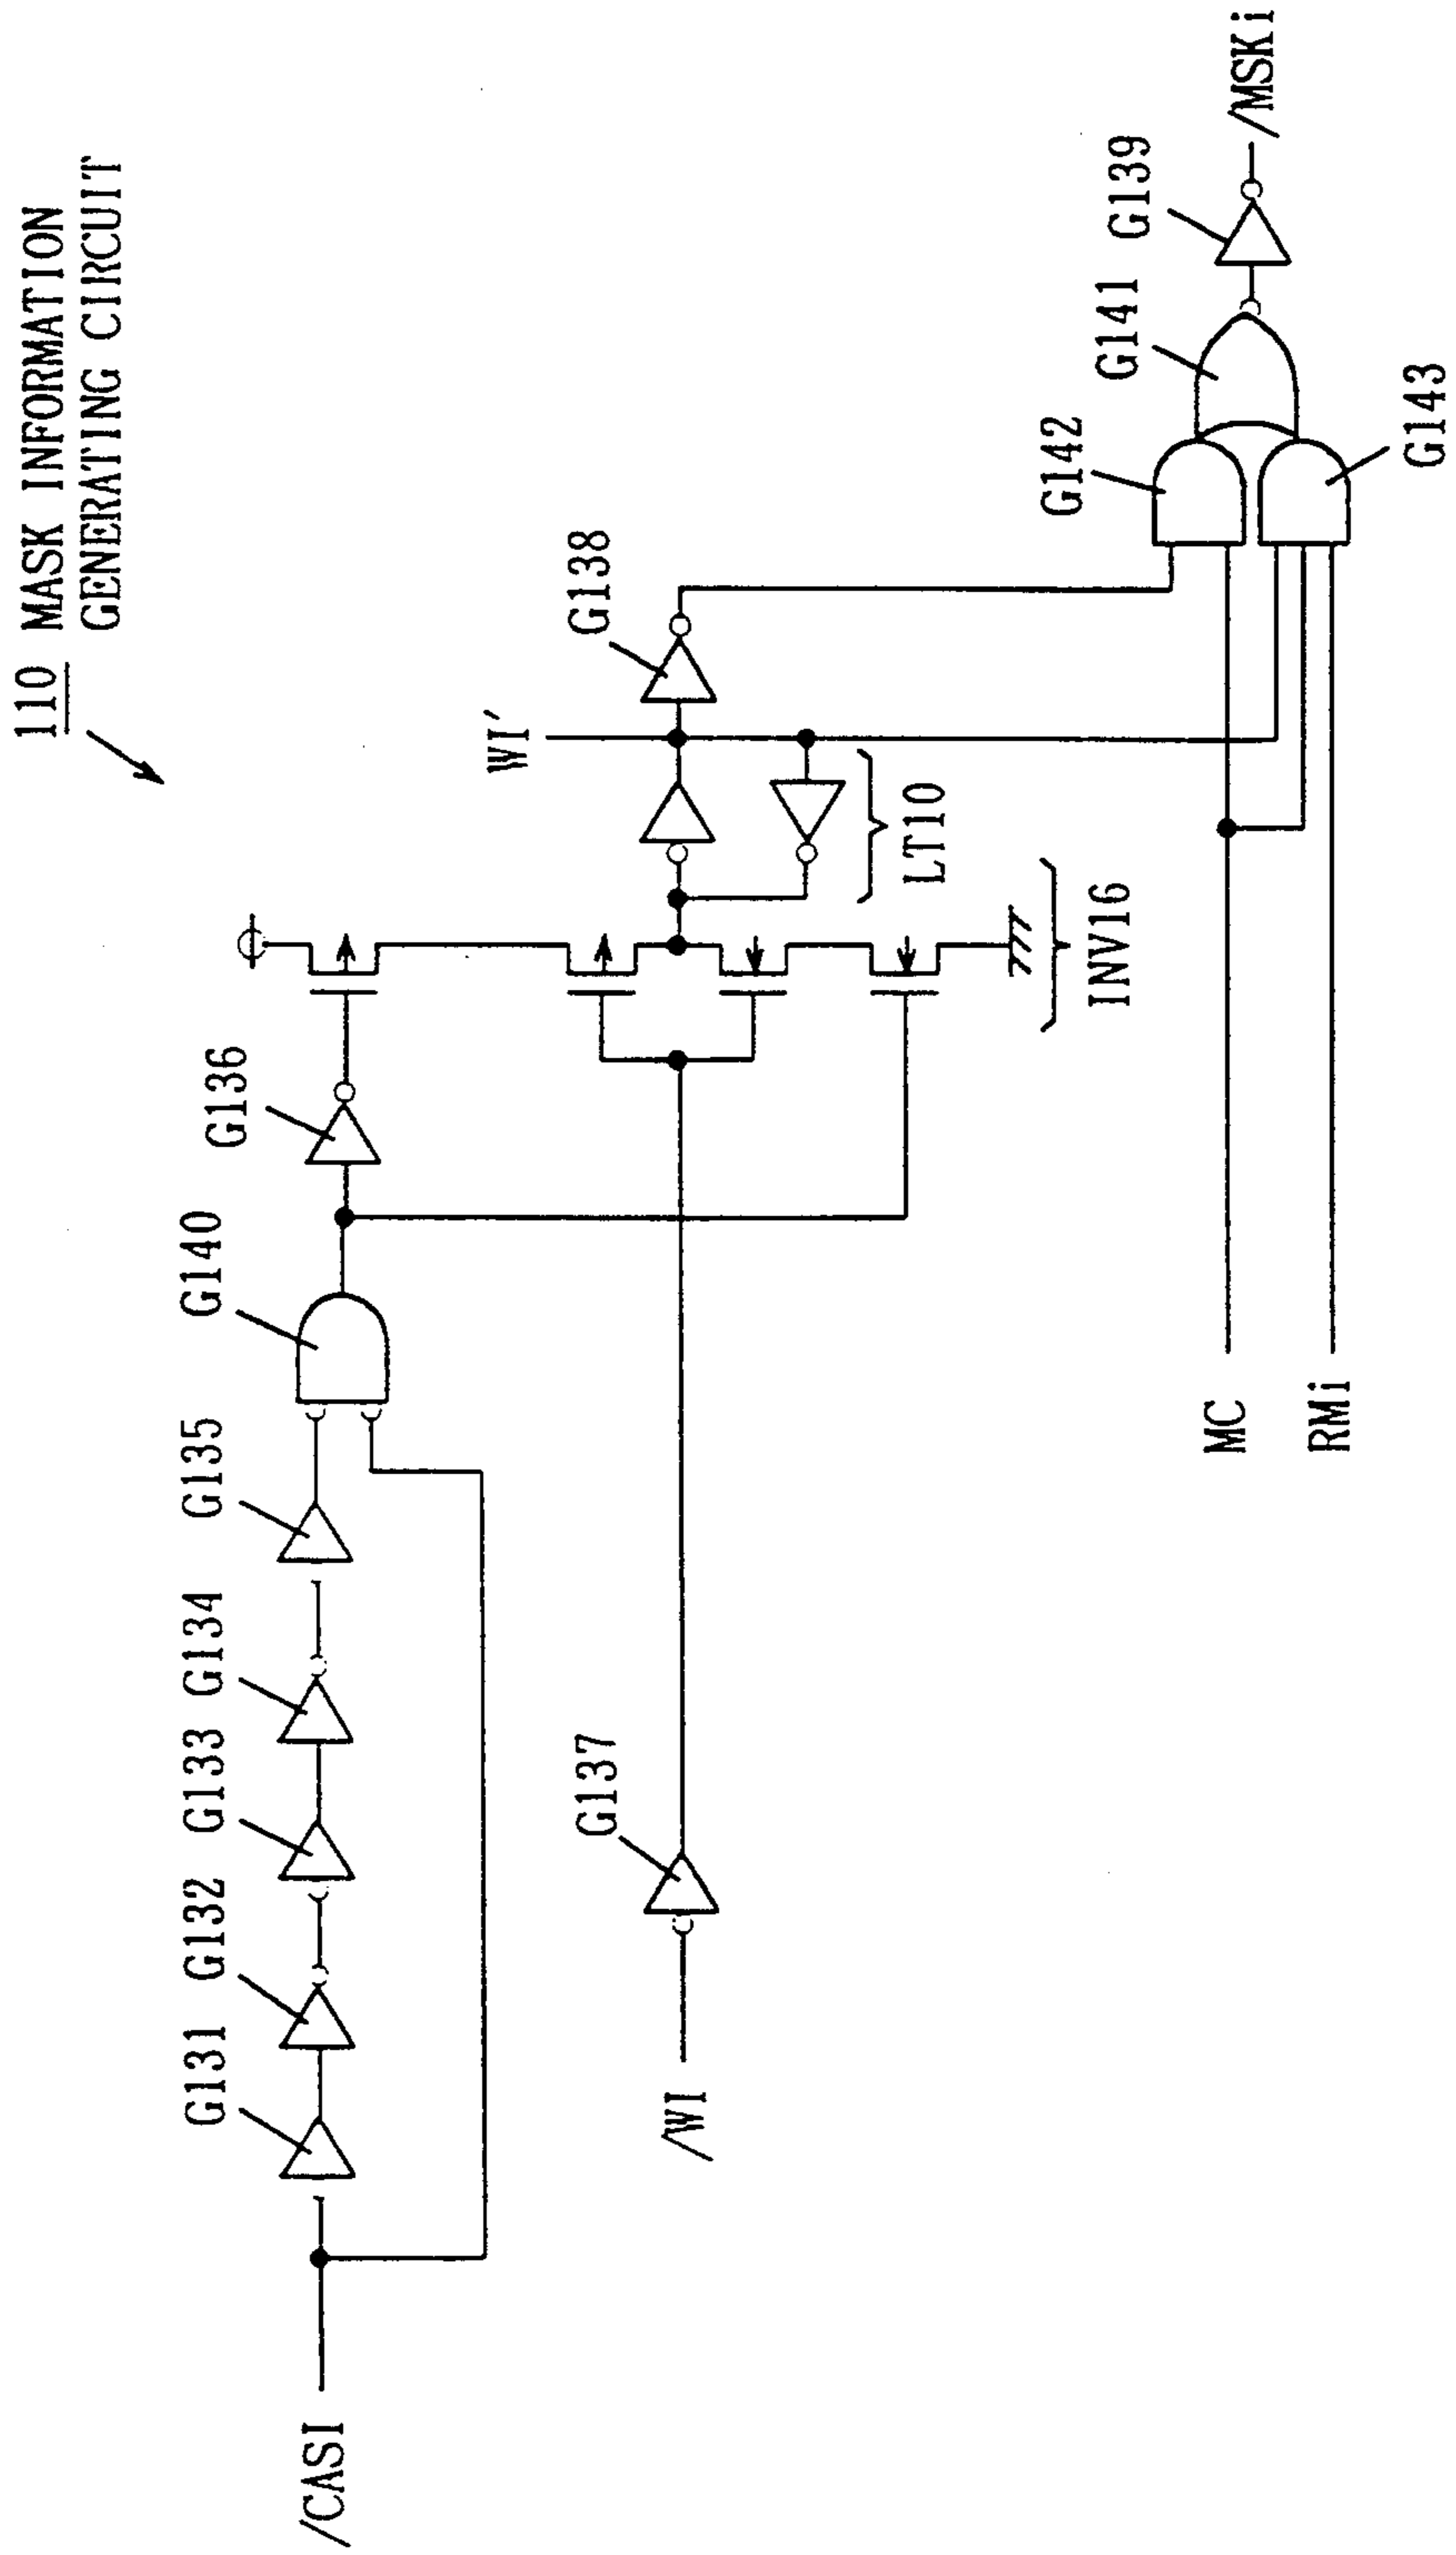 110 MASK INFORMATION
GENERATING CIRCUIT
/CASI
G131
G132
G133
G134
G135
G140
G136
/WI
G137
WI'
G138
LT10
INV16
MC
RMi
G142
G141
G143
G139
/MSKi